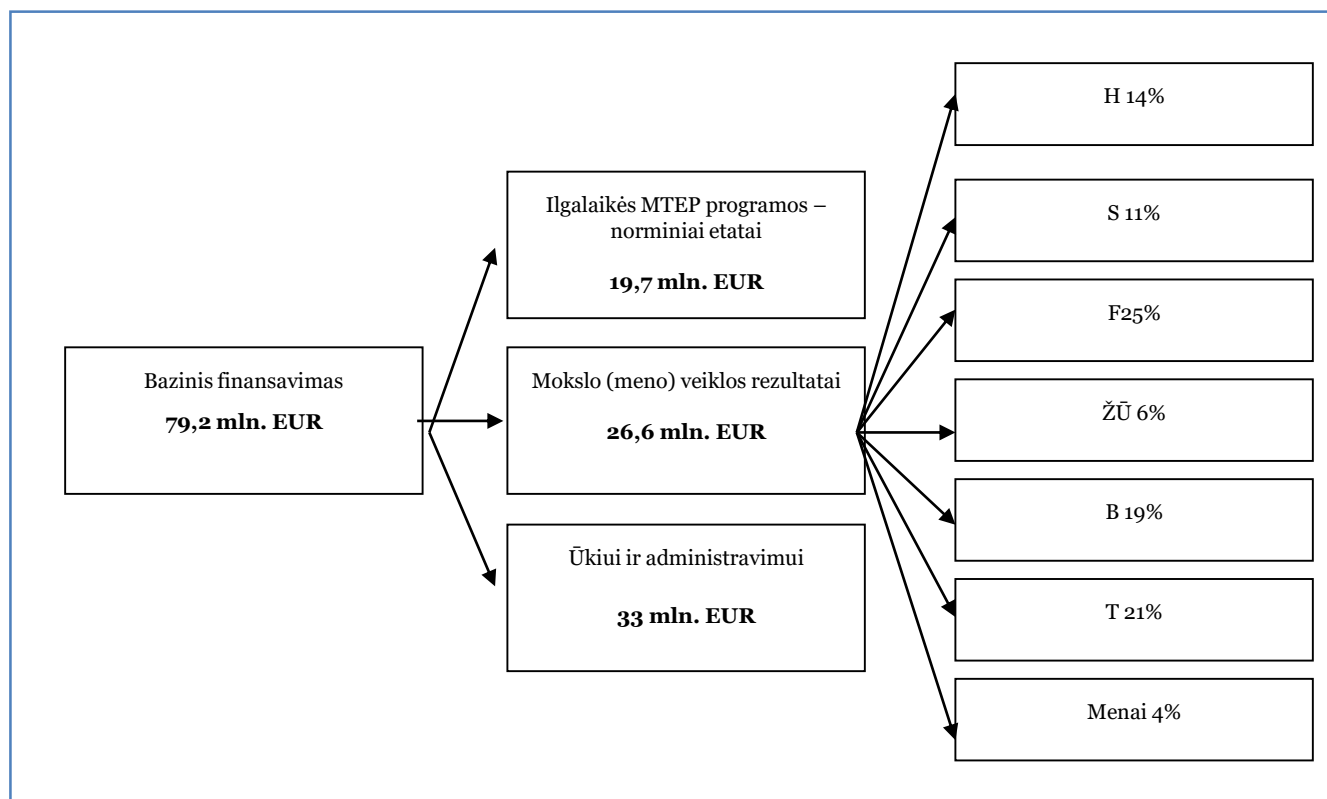 Bazinis finansavimas
79,2 mln. EUR
Ilgalaikės MTEP programos –
norminiai etatai
19,7 mln. EUR
Mokslo (meno) veiklos rezultatai
26,6 mln. EUR
Ūkiui ir administravimui
33 mln. EUR
H 14%
S 11%
F25%
ŽŪ 6%
B 19%
T 21%
Menai 4%